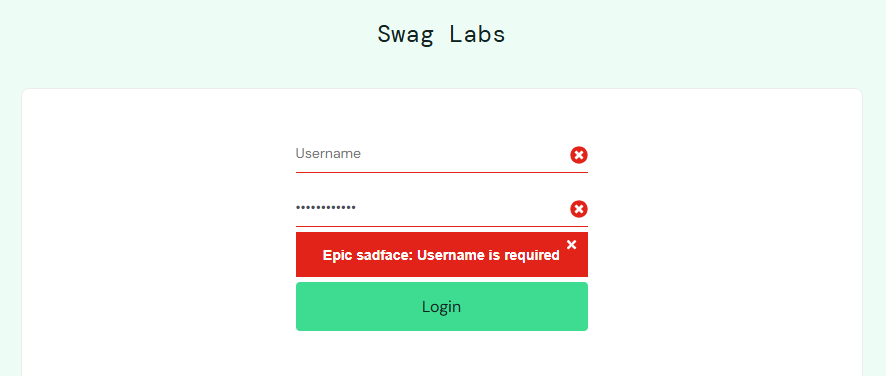 Swag Labs
Username
••••••••••••
Epic sadface: Username is required
Login